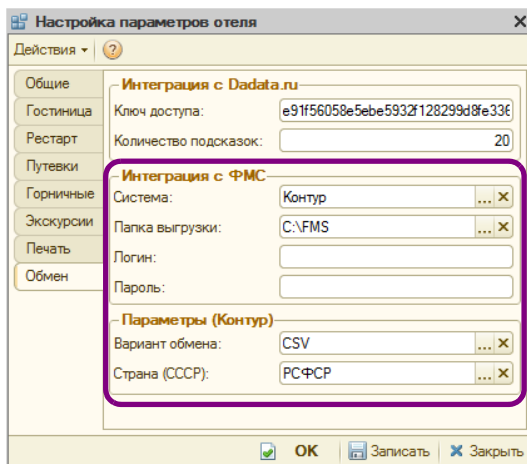 Настройка параметров отеля
Действия
Общие
Гостиница
Рестарт
Путевки
Горничные
Экскурсии
Печать
Обмен
Интеграция с Dadata.ru
Ключ доступа: e91f56058e5ebe5932f128299d8fe336
Количество подсказок: 20
Интеграция с ФМС
Система: Контур ...
Папка выгрузки: C:\FMS ...
Логин:
Пароль:
Параметры (Контур)
Вариант обмена: CSV ...
Страна (СССР): РСФСР ...
ОК Записать Закрыть